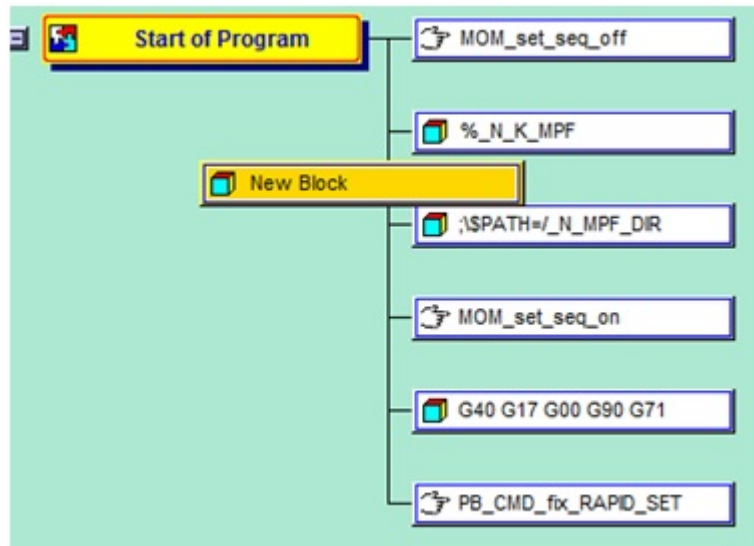 Start of Program
MOM_set_seq_off
%_N_K_MPF
New Block
;\$PATH=/_N_MPF_DIR
MOM_set_seq_on
G40 G17 G00 G90 G71
PB_CMD_fix_RAPID_SET